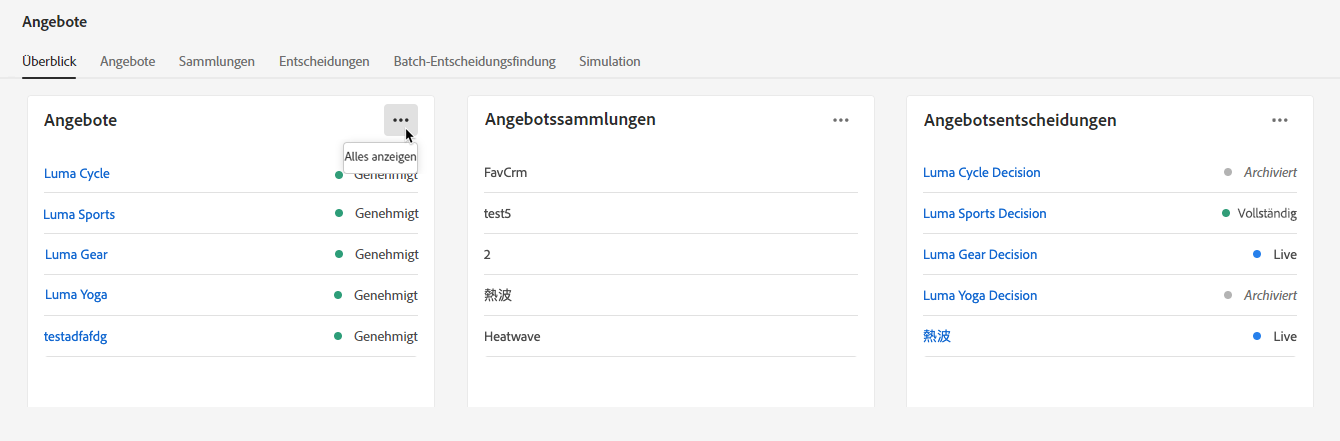 Angebote
Überblick Angebote Sammlungen Entscheidungen Batch-Entscheidungsfindung Simulation
Angebote
Alles anzeigen
Luma Cycle Genehmigt
Luma Sports Genehmigt
Luma Gear Genehmigt
Luma Yoga Genehmigt
testadfafdg Genehmigt
Angebotssammlungen
FavCrm
test5
2
熱波
Heatwave
Angebotsentscheidungen
Luma Cycle Decision Archiviert
Luma Sports Decision Vollständig
Luma Gear Decision Live
Luma Yoga Decision Archiviert
熱波 Live